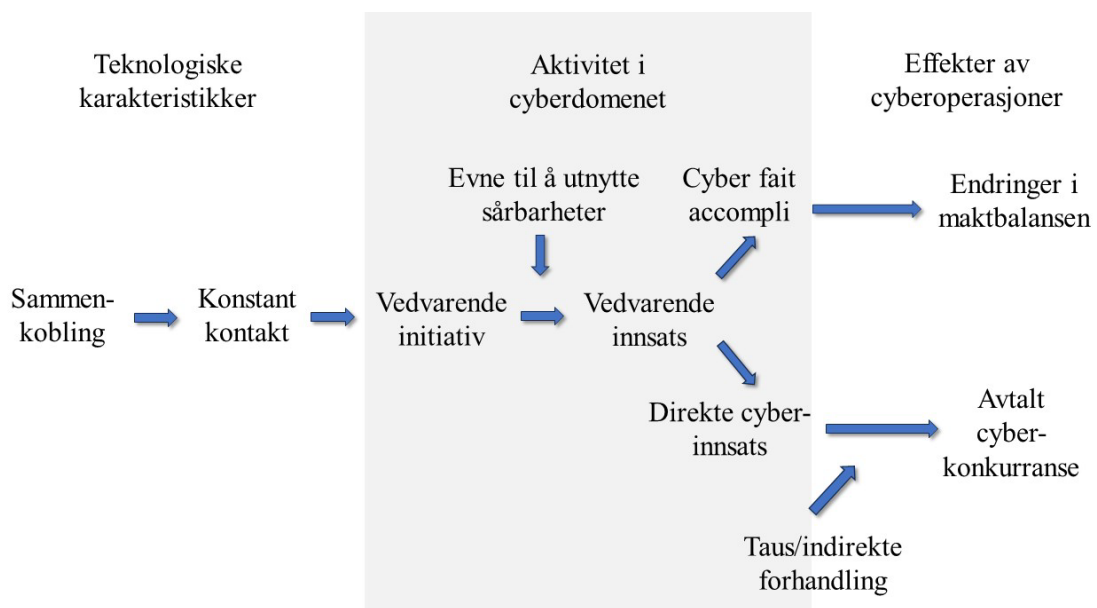 Teknologiske
karakteristikker
Aktivitet i
cyberdomenet
Effekter av
cyberoperasjoner
Evne til å utnytte
sårbarheter
Cyber fait
accompli
Endringer i
maktbalansen
Sammen-
kobling
Konstant
kontakt
Vedvarende
initiativ
Vedvarende
innsats
Direkte cyber-
innsats
Avtalt
cyber-
konkurranse
Taus/indirekte
forhandling